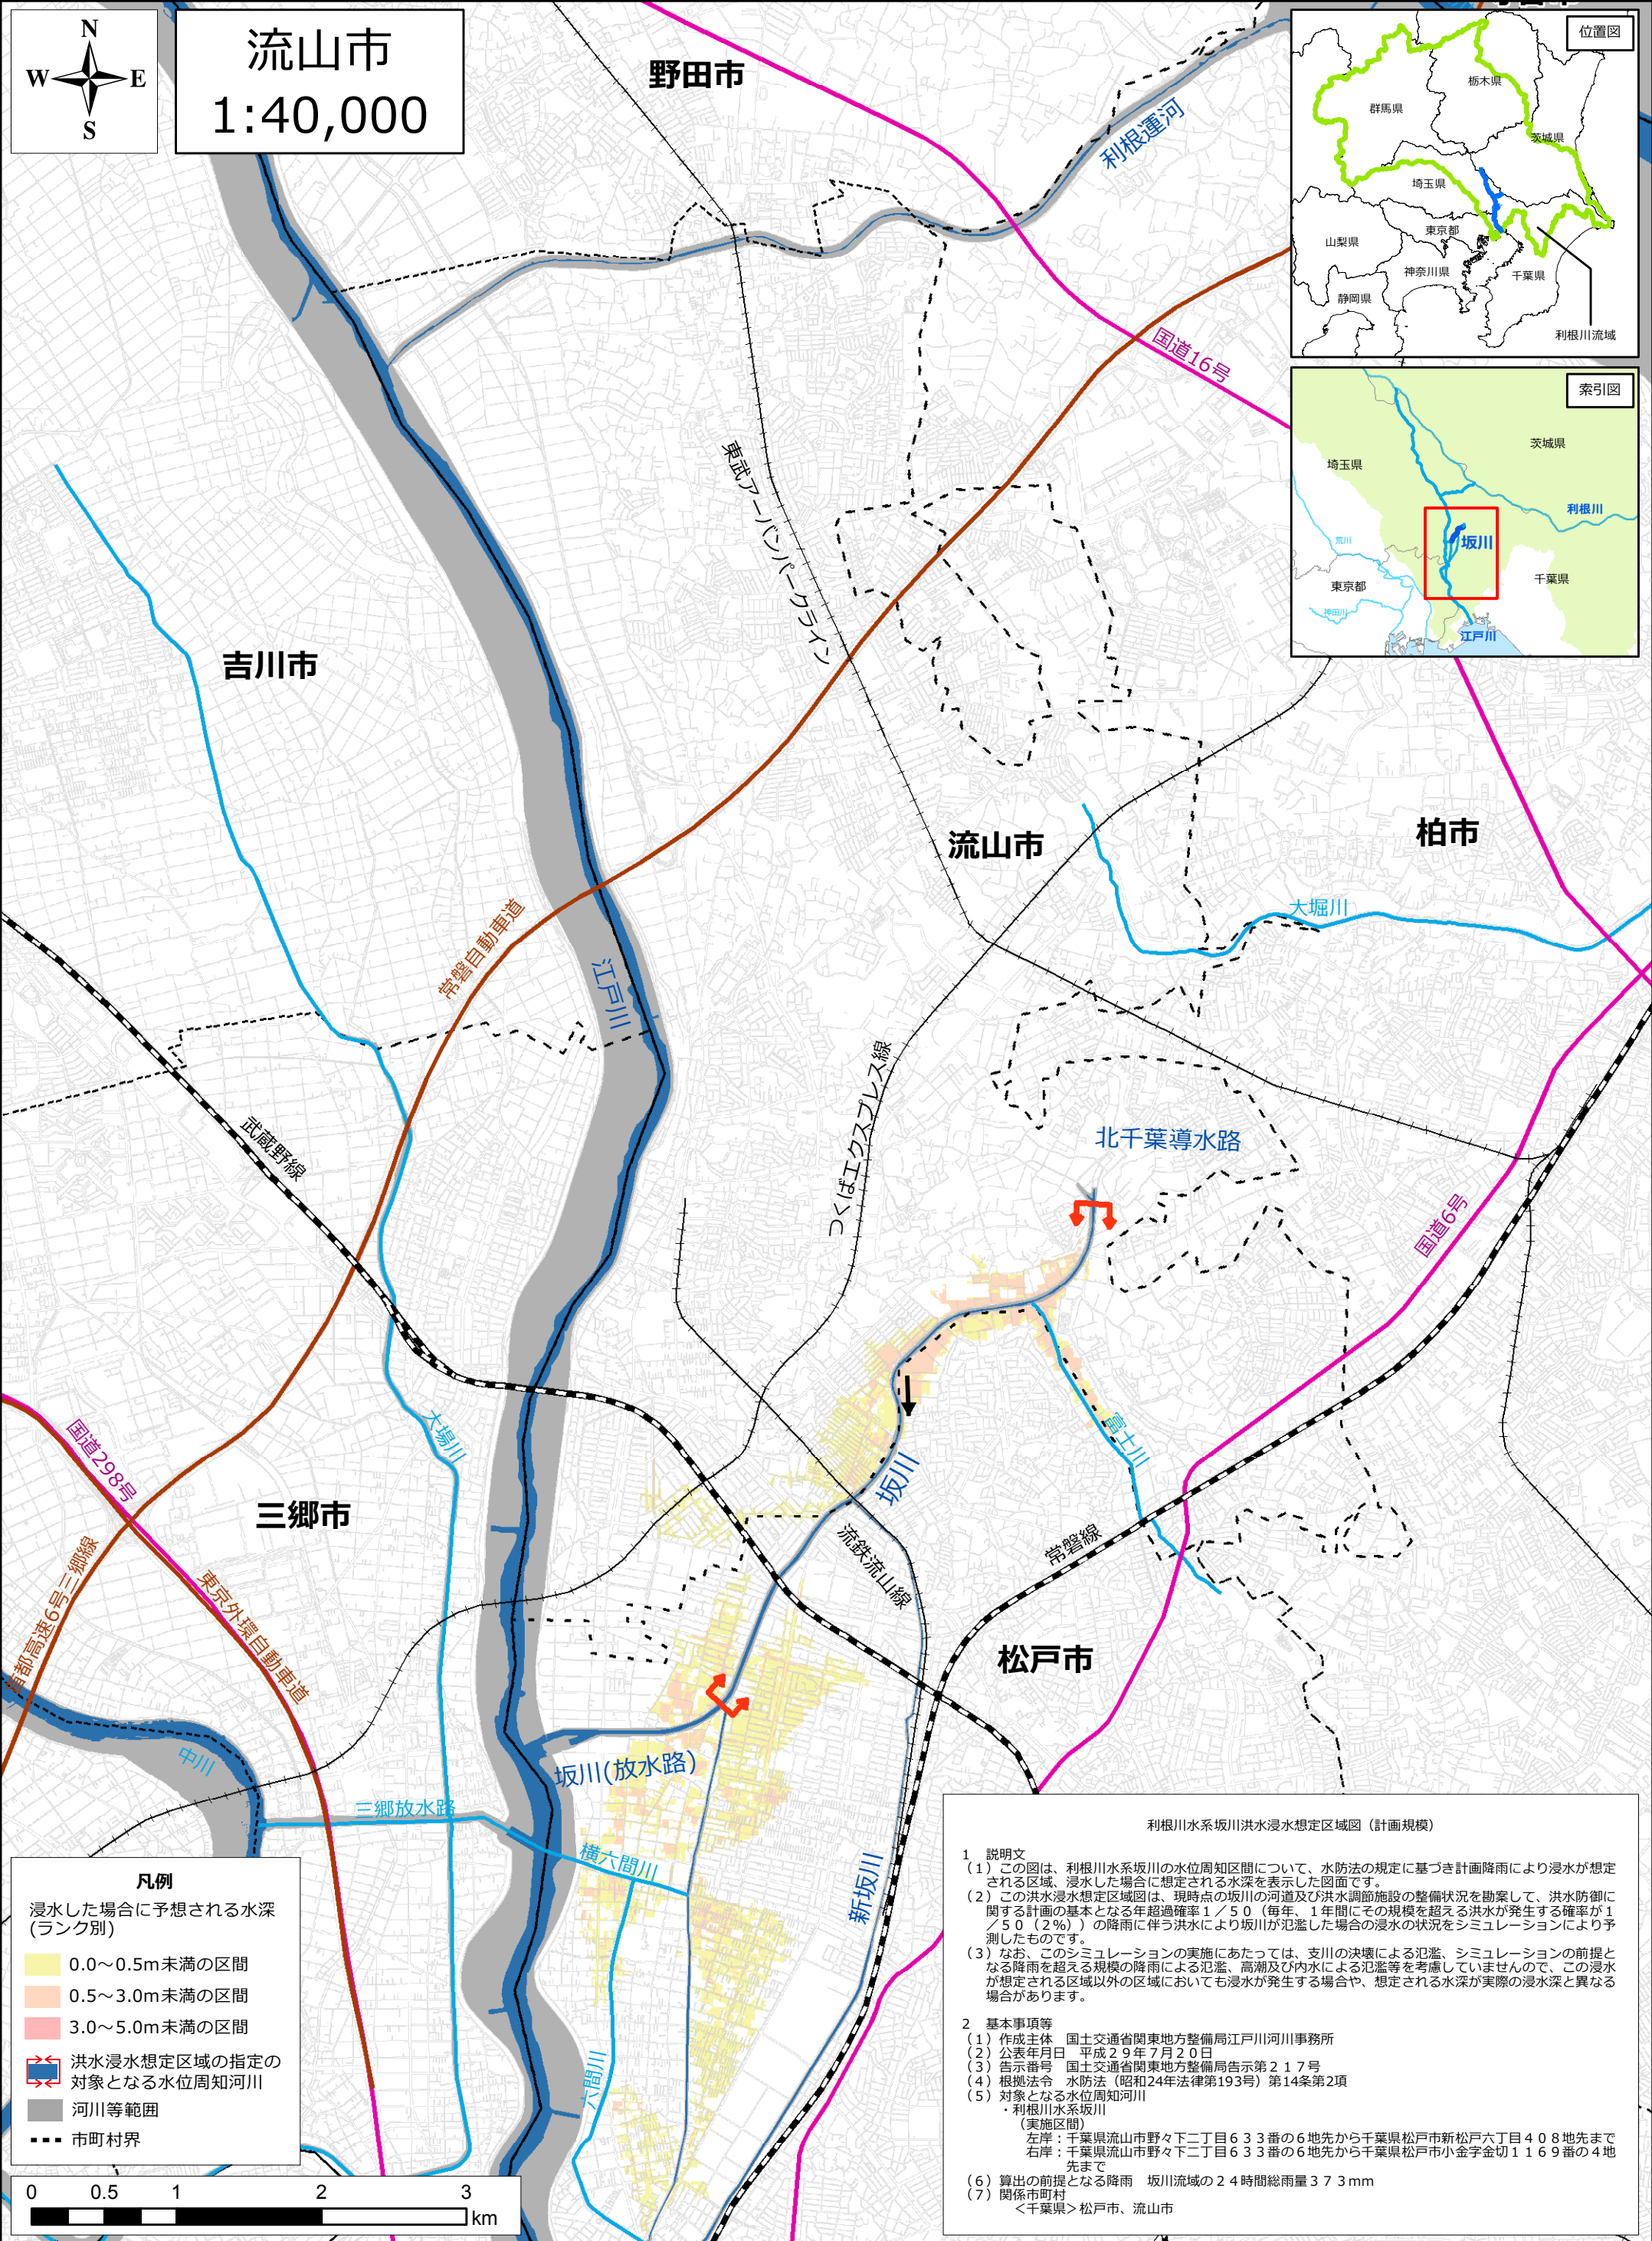 N
W E
S
流山市
1:40,000
野田市
利根運河
位置図
栃木県
群馬県
茨城県
埼玉県
東京都
山梨県
神奈川県
千葉県
静岡県
利根川流域
国道16号
索引図
茨城県
埼玉県
利根川
荒川
坂川
東京都
千葉県
神田川
江戸川
東武アーバンパークライン
吉川市
流山市
柏市
大堀川
常磐自動車道
江戸川
つくばエクスプレス線
武蔵野線
北千葉導水路
国道6号
国道298号
大場川
富士川
坂川
三郷市
流鉄流山線
常磐線
首都高速6号三郷線
東京外環自動車道
松戸市
中川
坂川(放水路)
三郷放水路
横六間川
新坂川
六間川
凡例
浸水した場合に予想される水深
(ランク別)
0.0～0.5m未満の区間
0.5～3.0m未満の区間
3.0～5.0m未満の区間
洪水浸水想定区域の指定の
対象となる水位周知河川
河川等範囲
市町村界
0 0.5 1 2 3
km
利根川水系坂川洪水浸水想定区域図（計画規模）
1 説明文
（1）この図は、利根川水系坂川の水位周知区間について、水防法の規定に基づき計画降雨により浸水が想定
される区域、浸水した場合に想定される水深を表示した図面です。
（2）この洪水浸水想定区域図は、現時点の坂川の河道及び洪水調節施設の整備状況を勘案して、洪水防御に
関する計画の基本となる年超過確率１／５０（毎年、１年間にその規模を超える洪水が発生する確率が１
／５０（２%））の降雨に伴う洪水により坂川が氾濫した場合の浸水の状況をシミュレーションにより予
測したものです。
（3）なお、このシミュレーションの実施にあたっては、支川の決壊による氾濫、シミュレーションの前提と
なる降雨を超える規模の降雨による氾濫、高潮及び内水による氾濫等を考慮していませんので、この浸水
が想定される区域以外の区域においても浸水が発生する場合や、想定される水深が実際の浸水深と異なる
場合があります。
2 基本事項等
（1）作成主体 国土交通省関東地方整備局江戸川河川事務所
（2）公表年月日 平成２９年７月２０日
（3）告示番号 国土交通省関東地方整備局告示第２１７号
（4）根拠法令 水防法（昭和24年法律第193号）第14条第2項
（5）対象となる水位周知河川
・利根川水系坂川
（実施区間）
左岸：千葉県流山市野々下二丁目６３３番の６地先から千葉県松戸市新松戸六丁目４０８地先まで
右岸：千葉県流山市野々下二丁目６３３番の６地先から千葉県松戸市小金字金切１１６９番の４地
先まで
（6）算出の前提となる降雨 坂川流域の２４時間総雨量３７３mm
（7）関係市町村
＜千葉県＞松戸市、流山市